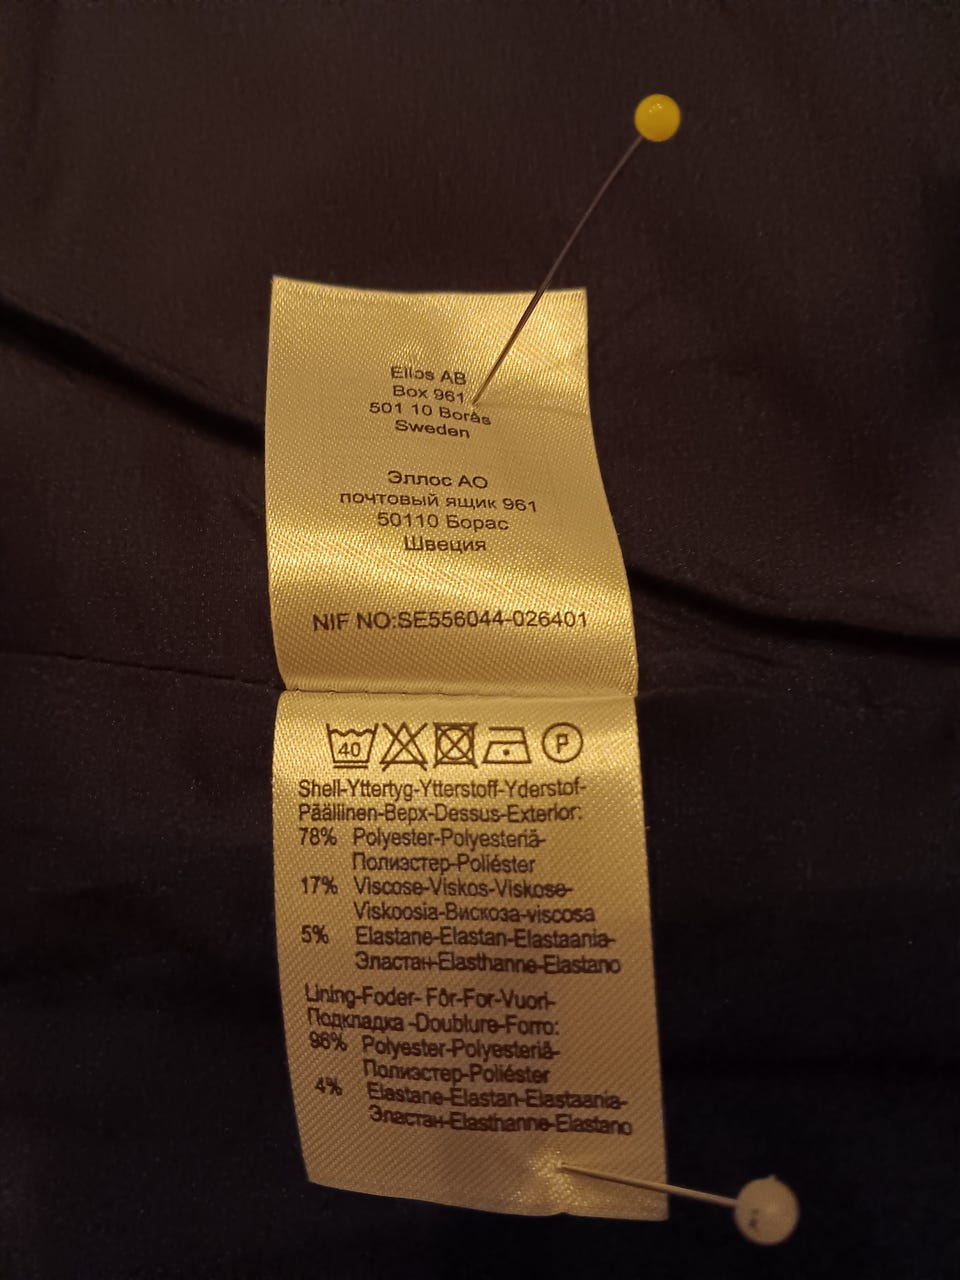 Ellos AB
Box 961
501 10 Borås
Sweden
Эллос АО
почтовый ящик 961
50110 Борас
Швеция
NIF NO:SE556044-026401
40 P
Shell-Yttertyg-Ytterstoff-Yderstof-
Päällinen-Верх-Dessus-Exterior:
78% Polyester-Polyesteriä-
Полиэстер-Poliéster
17% Viscose-Viskos-Viskose-
Viskoosia-Вискоза-viscosa
5% Elastane-Elastan-Elastaania-
Эластан-Elasthanne-Elastano
Lining-Foder- Fôr-For-Vuori-
Подкладка -Doublure-Forro:
96% Polyester-Polyesteriä-
Полиэстер-Poliéster
4% Elastane-Elastan-Elastaania-
Эластан-Elasthanne-Elastano